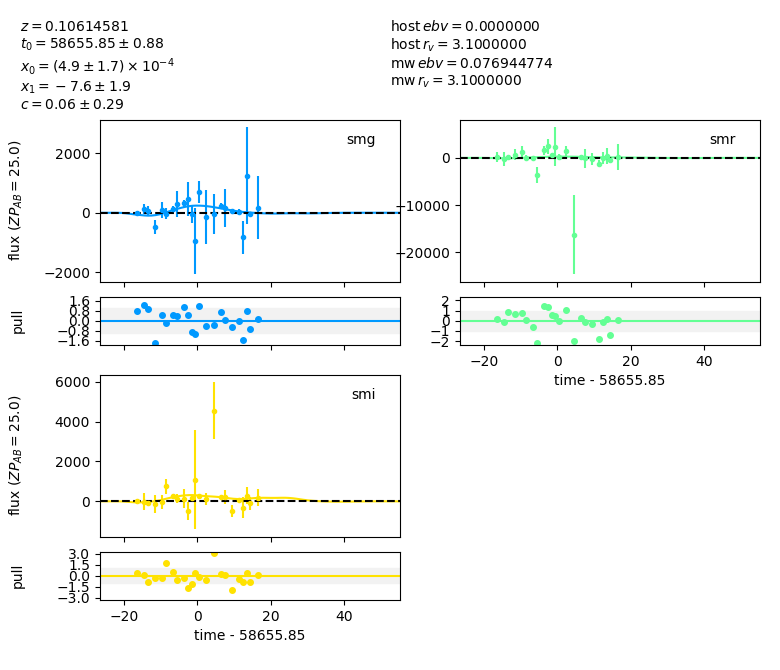 z = 0.10614581
t₀ = 58655.85 ± 0.88
x₀ = (4.9 ± 1.7) × 10⁻⁴
x₁ = −7.6 ± 1.9
c = 0.06 ± 0.29
host ebv = 0.0000000
host r_v = 3.1000000
mw ebv = 0.076944774
mw r_v = 3.1000000
smg
flux (ZP_AB = 25.0)
2000
0
−2000
pull
1.6
0.8
0.0
−0.8
−1.6
smr
0
−10000
−20000
2
1
0
−1
−2
−20 0 20 40
time - 58655.85
smi
flux (ZP_AB = 25.0)
6000
4000
2000
0
pull
3.0
1.5
0.0
−1.5
−3.0
−20 0 20 40
time - 58655.85